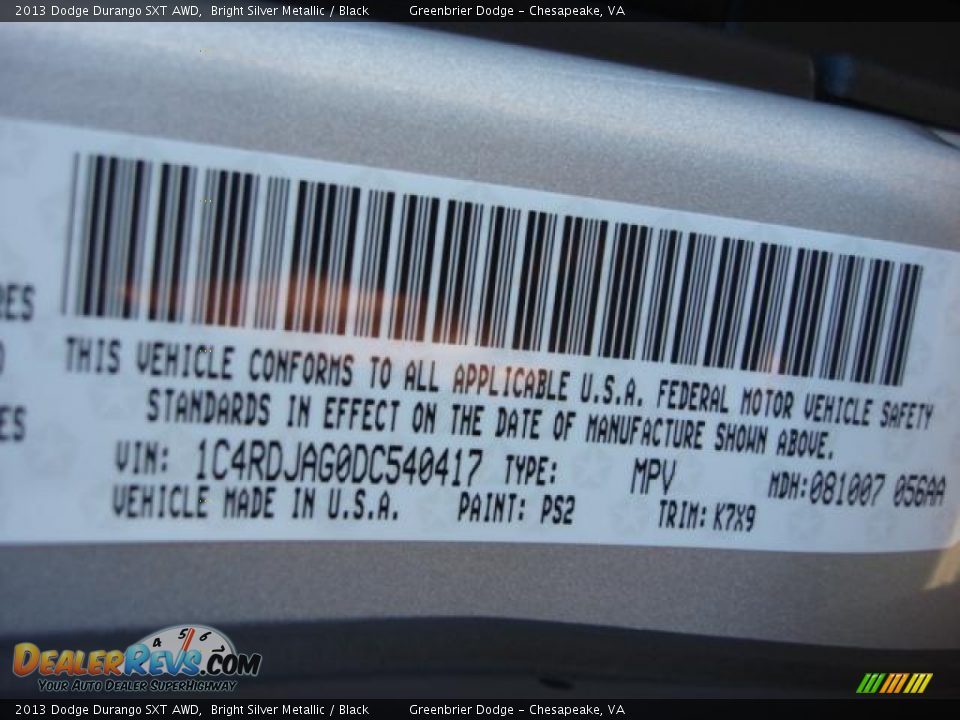 2013 Dodge Durango SXT AWD, Bright Silver Metallic / Black Greenbrier Dodge - Chesapeake, VA
THIS VEHICLE CONFORMS TO ALL APPLICABLE U.S.A. FEDERAL MOTOR VEHICLE SAFETY
STANDARDS IN EFFECT ON THE DATE OF MANUFACTURE SHOWN ABOVE.
VIN: 1C4RDJAG0DC540417 TYPE: MPV MDH:081007 056AA
VEHICLE MADE IN U.S.A. PAINT: PS2 TRIM: K7X9
4 5 6
DEALERREVS.COM
YOUR AUTO DEALER SUPERHIGHWAY
2013 Dodge Durango SXT AWD, Bright Silver Metallic / Black Greenbrier Dodge - Chesapeake, VA